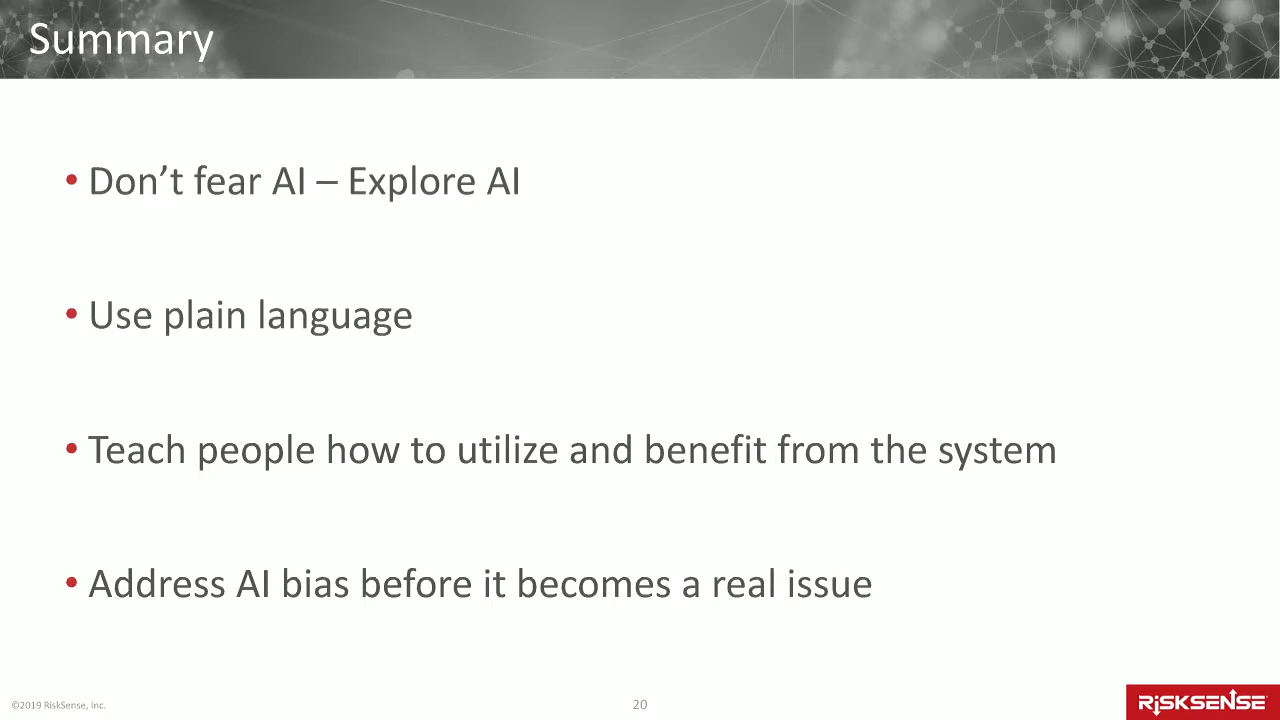 Summary
• Don’t fear AI – Explore AI
• Use plain language
• Teach people how to utilize and benefit from the system
• Address AI bias before it becomes a real issue
©2019 RiskSense, Inc.
20
RiSKSENSE